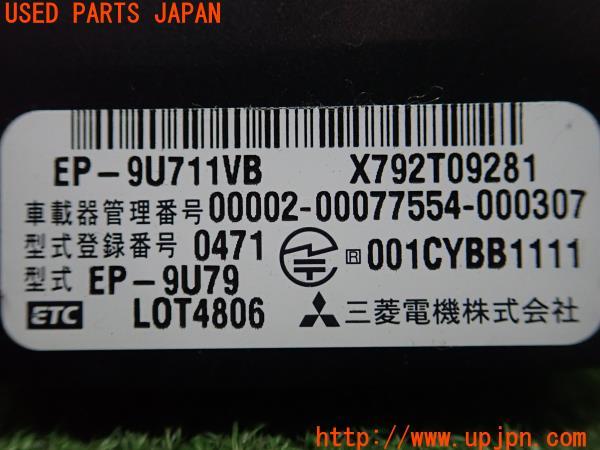 USED PARTS JAPAN
EP-9U711VB X792T09281
車載器管理番号 00002-00077554-000307
型式登録番号 0471 R 001CYBB1111
型式 EP-9U79
ETC LOT4806 三菱電機株式会社
http://www.upjpn.com